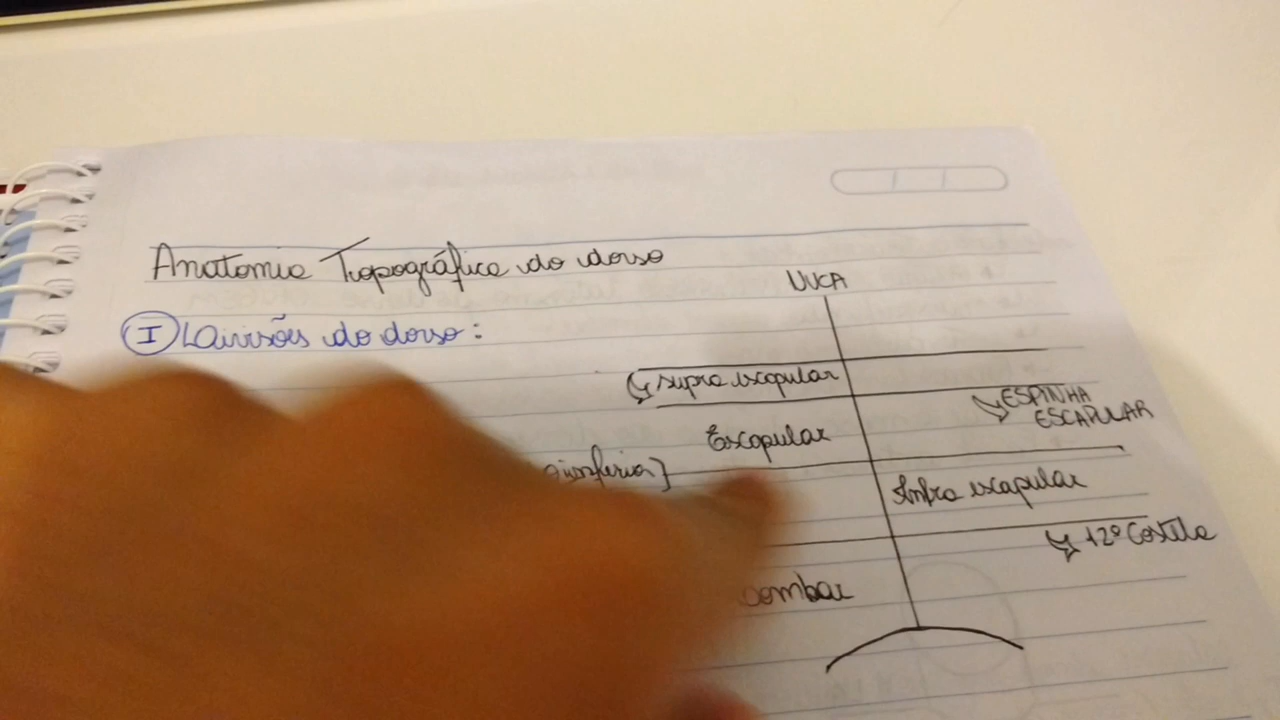 Anatomia Topográfica do dorso
NUCA
I Divisões do dorso:
supra escapular
ESPINHA
ESCAPULAR
Escapular
inferior]
Infra escapular
12º Costela
lombar